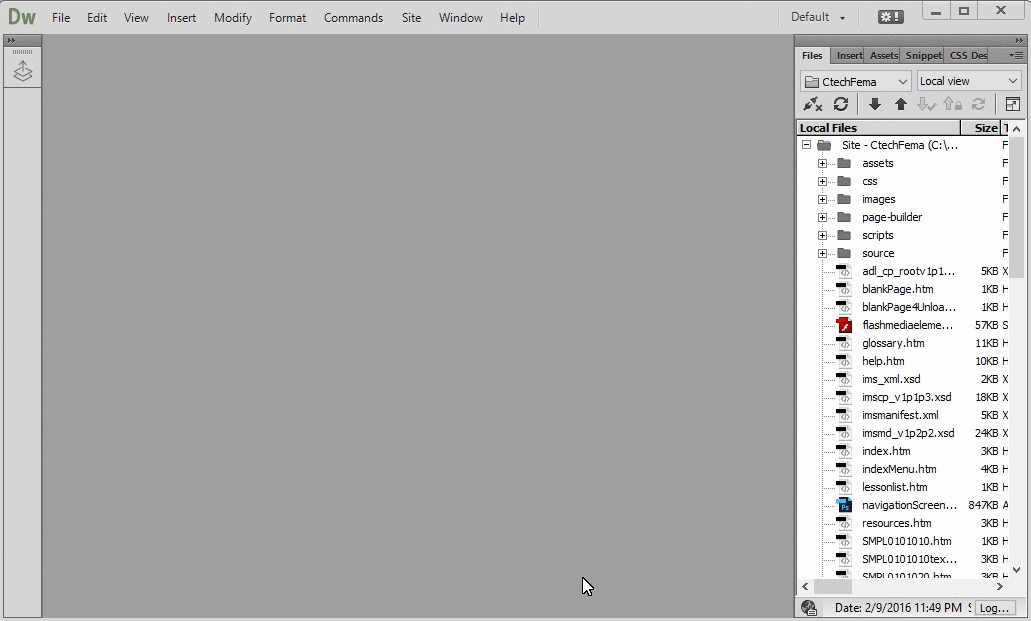 Dw File Edit View Insert Modify Format Commands Site Window Help Default
Files Insert Assets Snippet CSS Des
CtechFema Local view
Local Files Size T
Site - CtechFema (C:\... F
assets F
css F
images F
page-builder F
scripts F
source F
adl_cp_rootv1p1... 5KB X
blankPage.htm 1KB H
blankPage4Unloa... 1KB H
flashmediaeleme... 57KB S
glossary.htm 11KB H
help.htm 10KB H
ims_xml.xsd 2KB X
imscp_v1p1p3.xsd 18KB X
imsmanifest.xml 5KB X
imsmd_v1p2p2.xsd 24KB X
index.htm 3KB H
indexMenu.htm 4KB H
lessonlist.htm 1KB H
Ps navigationScreen... 847KB A
resources.htm 3KB H
SMPL0101010.htm 1KB H
SMPL0101010tex... 3KB H
SMPL0101020.htm 3KB H
Date: 2/9/2016 11:49 PM S Log...